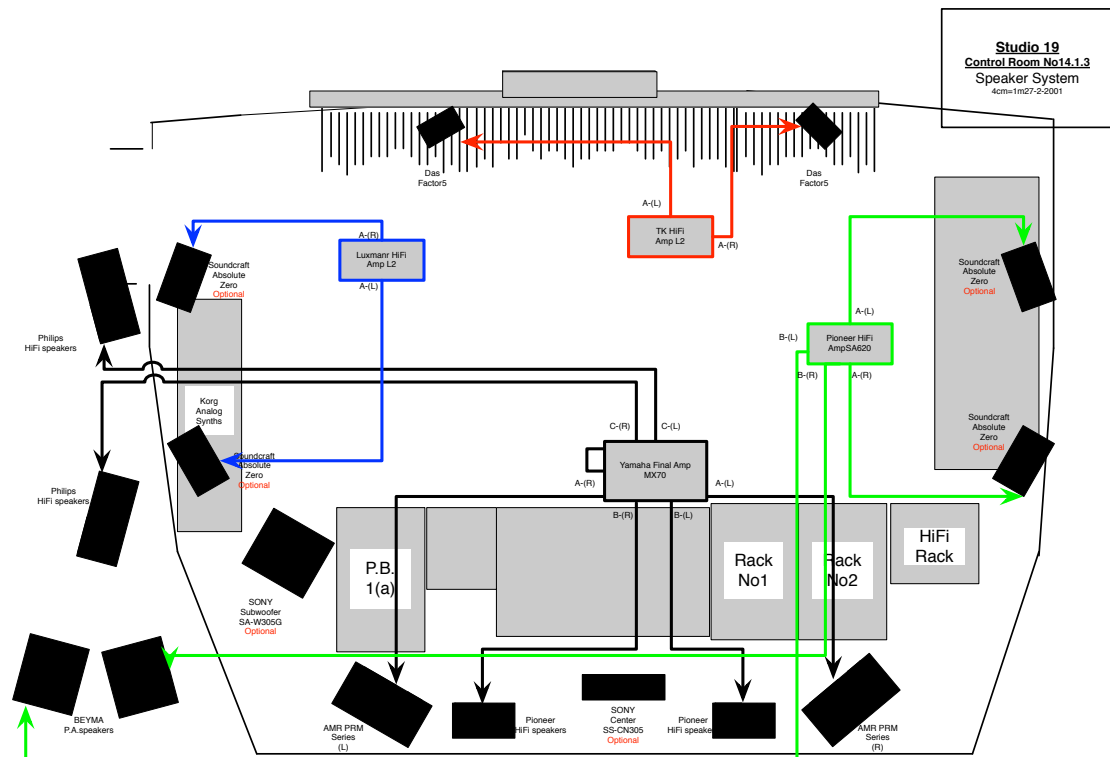 Studio 19
Control Room No14.1.3
Speaker System
4cm=1m27-2-2001
Das
Factor5
Das
Factor5
A-(L)
TK HiFi
Amp L2
A-(R)
A-(R)
Luxmanr HiFi
Amp L2
A-(L)
Soundcraft
Absolute
Zero
Optional
Soundcraft
Absolute
Zero
Optional
Philips
HiFi speakers
A-(L)
B-(L)
Pioneer HiFi
AmpSA620
B-(R)
A-(R)
Korg
Analog
Synths
C-(R)
C-(L)
Soundcraft
Absolute
Zero
Optional
Soundcraft
Absolute
Zero
Optional
Yamaha Final Amp
MX70
A-(R)
A-(L)
Philips
HiFi speakers
B-(R)
B-(L)
P.B.
1(a)
Rack
No1
Rack
No2
HiFi
Rack
SONY
Subwoofer
SA-W305G
Optional
BEYMA
P.A.speakers
AMR PRM
Series
(L)
Pioneer
HiFi speakers
SONY
Center
SS-CN305
Optional
Pioneer
HiFi speake
AMR PRM
Series
(R)